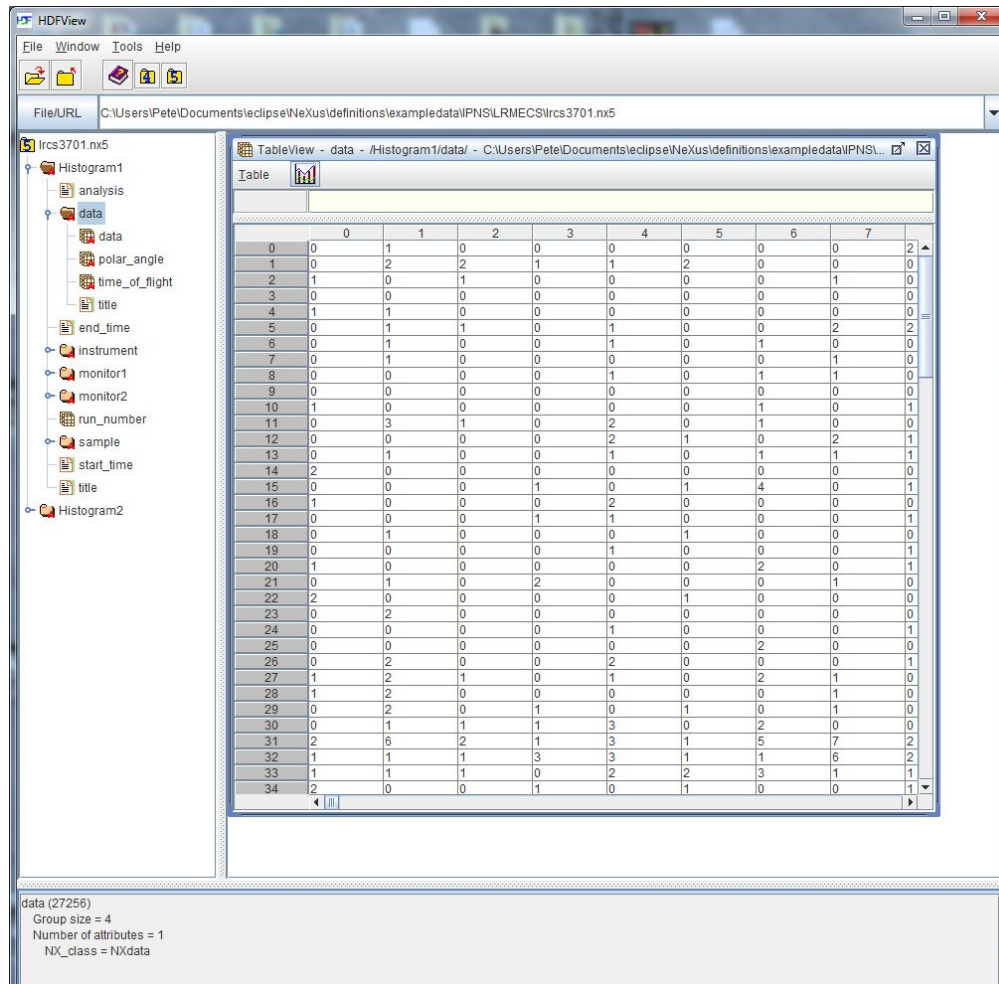 HDFView
File Window Tools Help
4 5
File/URL C:\Users\Pete\Documents\eclipse\NeXus\definitions\exampledata\IPNS\LRMECS\lrcs3701.nx5
5 lrcs3701.nx5
Histogram1
analysis
data
data
polar_angle
time_of_flight
title
end_time
instrument
monitor1
monitor2
run_number
sample
start_time
title
Histogram2
TableView - data - /Histogram1/data/ - C:\Users\Pete\Documents\eclipse\NeXus\definitions\exampledata\IPNS\...
Table
0 1 2 3 4 5 6 7
0 0 1 0 0 0 0 0 0 2
1 0 2 2 1 1 2 0 0 0
2 1 0 1 0 0 0 0 1 0
3 0 0 0 0 0 0 0 0 0
4 1 1 0 0 0 0 0 0 0
5 0 1 1 0 1 0 0 2 2
6 0 1 0 0 1 0 1 0 0
7 0 1 0 0 0 0 0 1 0
8 0 0 0 0 1 0 1 1 0
9 0 0 0 0 0 0 0 0 0
10 1 0 0 0 0 0 1 0 1
11 0 3 1 0 2 0 1 0 0
12 0 0 0 0 2 1 0 2 1
13 0 1 0 0 1 0 1 1 1
14 2 0 0 0 0 0 0 0 0
15 0 0 0 1 0 1 4 0 1
16 1 0 0 0 2 0 0 0 0
17 0 0 0 1 1 0 0 0 1
18 0 1 0 0 0 1 0 0 0
19 0 0 0 0 1 0 0 0 1
20 1 0 0 0 0 0 2 0 1
21 0 1 0 2 0 0 0 1 0
22 2 0 0 0 0 1 0 0 0
23 0 2 0 0 0 0 0 0 0
24 0 0 0 0 1 0 0 0 1
25 0 0 0 0 0 0 2 0 0
26 0 2 0 0 2 0 0 0 1
27 1 2 1 0 1 0 2 1 0
28 1 2 0 0 0 0 0 1 0
29 0 2 0 1 0 1 0 1 0
30 0 1 1 1 3 0 2 0 0
31 2 6 2 1 3 1 5 7 2
32 1 1 1 3 3 1 1 6 2
33 1 1 1 0 2 2 3 1 1
34 2 0 0 1 0 1 0 0 1
data (27256)
Group size = 4
Number of attributes = 1
NX_class = NXdata